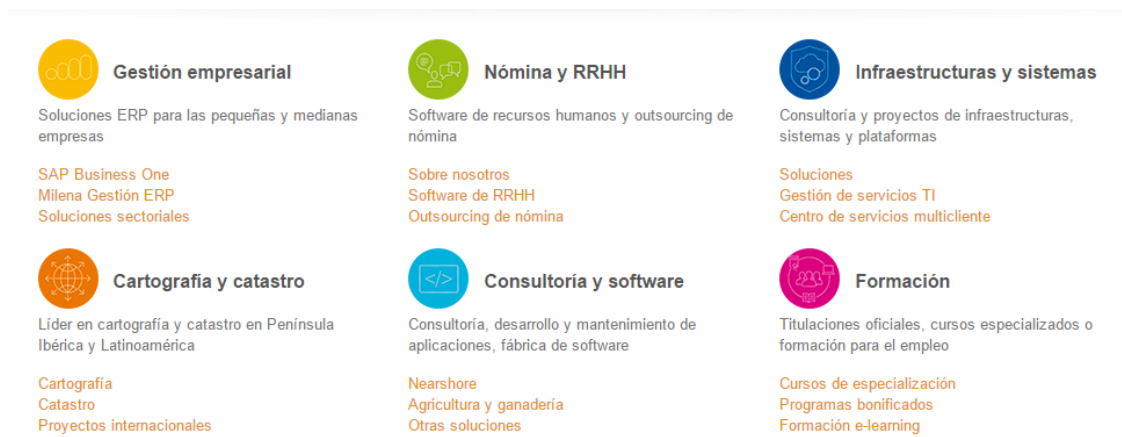 Gestión empresarial
Soluciones ERP para las pequeñas y medianas
empresas
SAP Business One
Milena Gestión ERP
Soluciones sectoriales
Nómina y RRHH
Software de recursos humanos y outsourcing de
nómina
Sobre nosotros
Software de RRHH
Outsourcing de nómina
Infraestructuras y sistemas
Consultoría y proyectos de infraestructuras,
sistemas y plataformas
Soluciones
Gestión de servicios TI
Centro de servicios multicliente
Cartografía y catastro
Líder en cartografía y catastro en Península
Ibérica y Latinoamérica
Cartografía
Catastro
Proyectos internacionales
Consultoría y software
Consultoría, desarrollo y mantenimiento de
aplicaciones, fábrica de software
Nearshore
Agricultura y ganadería
Otras soluciones
Formación
Titulaciones oficiales, cursos especializados o
formación para el empleo
Cursos de especialización
Programas bonificados
Formación e-learning